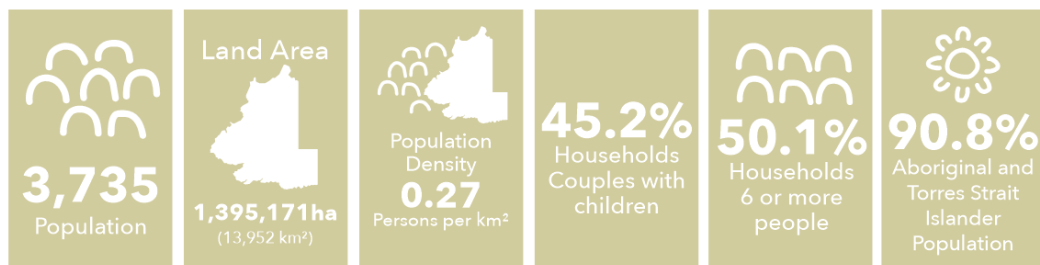 3,735
Population
Land Area
1,395,171ha
(13,952 km²)
Population
Density
0.27
Persons per km²
45.2%
Households
Couples with
children
50.1%
Households
6 or more
people
90.8%
Aboriginal and
Torres Strait
Islander
Population